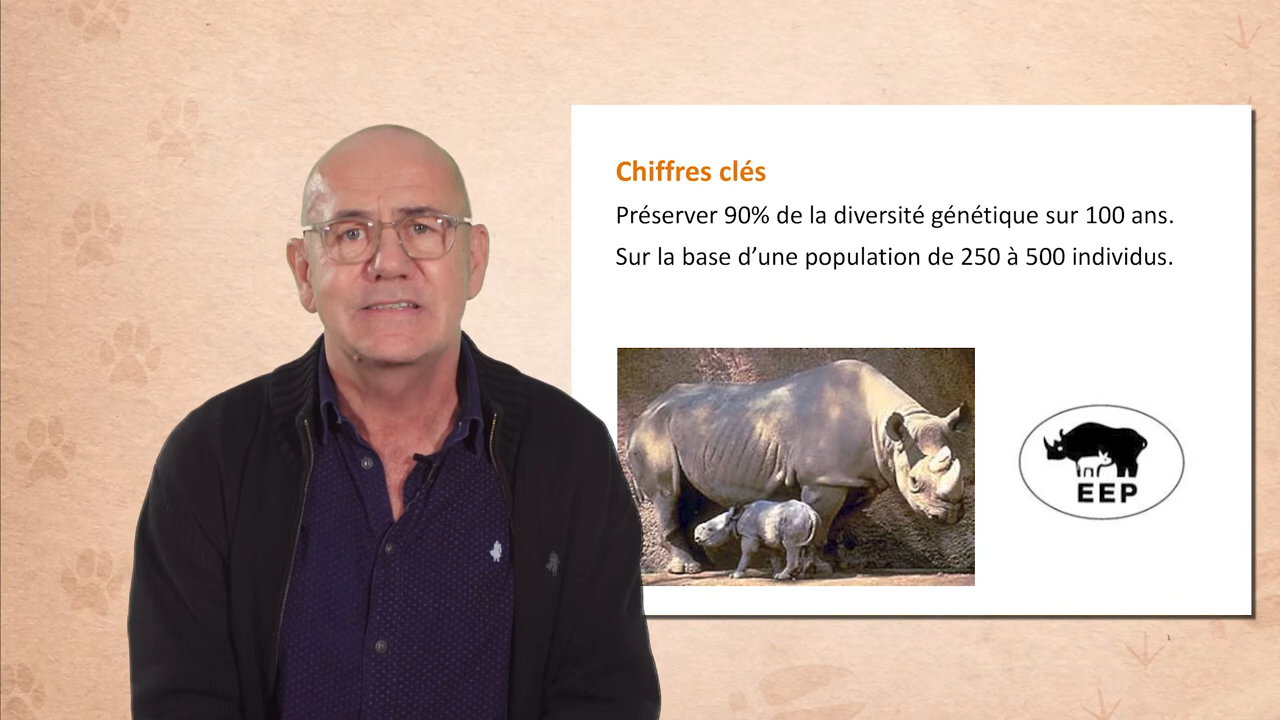 Chiffres clés
Préserver 90% de la diversité génétique sur 100 ans.
Sur la base d’une population de 250 à 500 individus.
EEP